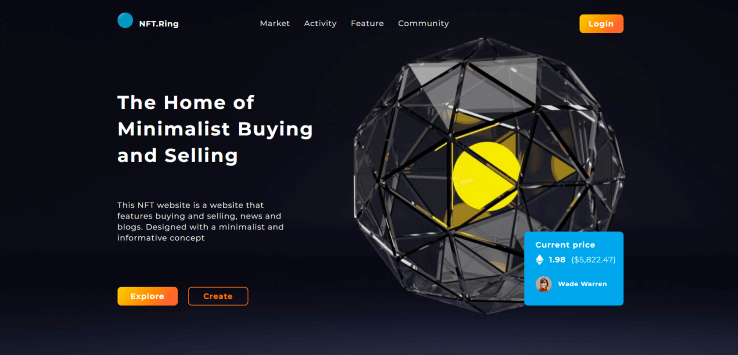 NFT.Ring
Market Activity Feature Community
Login
The Home of
Minimalist Buying
and Selling
This NFT website is a website that
features buying and selling, news and
blogs. Designed with a minimalist and
informative concept
Explore
Create
Current price
1.98 ($5,822.47)
Wade Warren